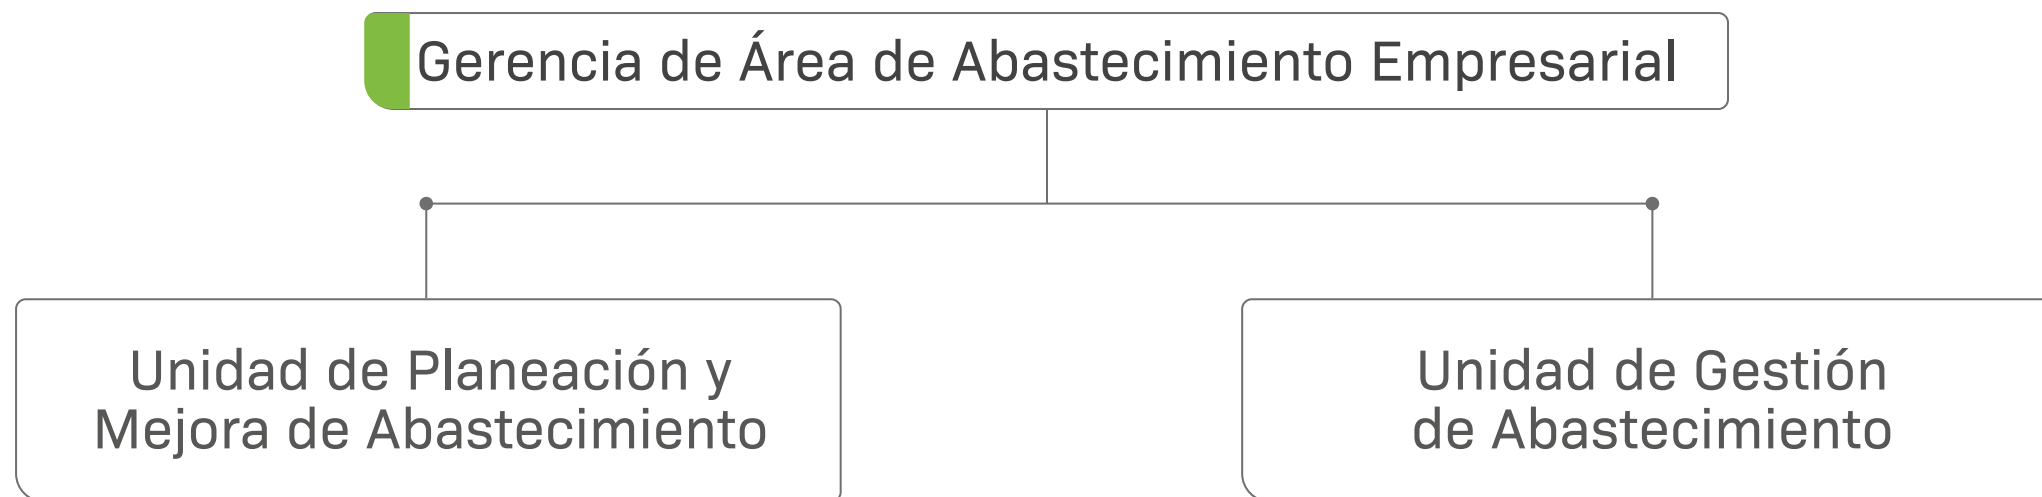 Gerencia de Área de Abastecimiento Empresarial
Unidad de Planeación y
Mejora de Abastecimiento
Unidad de Gestión
de Abastecimiento